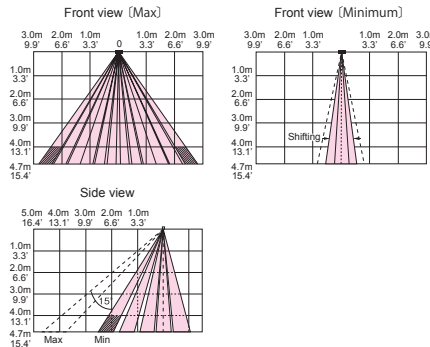 Front view〔Max〕
3.0m 2.0m 1.0m 0 1.0m 2.0m 3.0m
9.9' 6.6' 3.3' 3.3' 6.6' 9.9'
1.0m
3.3'
2.0m
6.6'
3.0m
9.9'
4.0m
13.1'
4.7m
15.4'
Front view〔Minimum〕
3.0m 2.0m 1.0m 1.0m 2.0m 3.0
9.9' 6.6' 3.3' 3.3' 6.6' 9.9'
1.0m
3.3'
2.0m
6.6'
3.0m
9.9'
Shifting
4.0m
13.1'
4.7m
15.4'
Side view
5.0m 4.0m 3.0m 2.0m 1.0m
16.4' 13.1' 9.9' 6.6' 3.3'
1.0m
3.3'
2.0m
6.6'
3.0m
9.9'
15°
4.0m
13.1'
4.7m
15.4'
Max Min